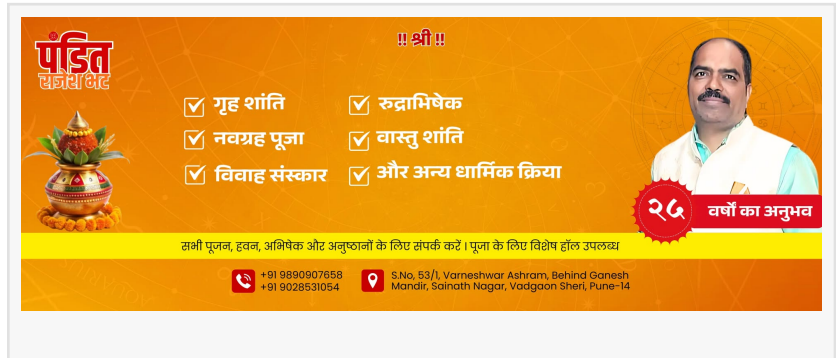 !! श्री !!
पंडित
राजेश भट
गृह शांति
रुद्राभिषेक
नवग्रह पूजा
वास्तु शांति
विवाह संस्कार
और अन्य धार्मिक क्रिया
२५
वर्षों का अनुभव
सभी पूजन, हवन, अभिषेक और अनुष्ठानों के लिए संपर्क करें । पूजा के लिए विशेष हॉल उपलब्ध
+91 9890907658
+91 9028531054
S.No, 53/1, Varneshwar Ashram, Behind Ganesh
Mandir, Sainath Nagar, Vadgaon Sheri, Pune-14